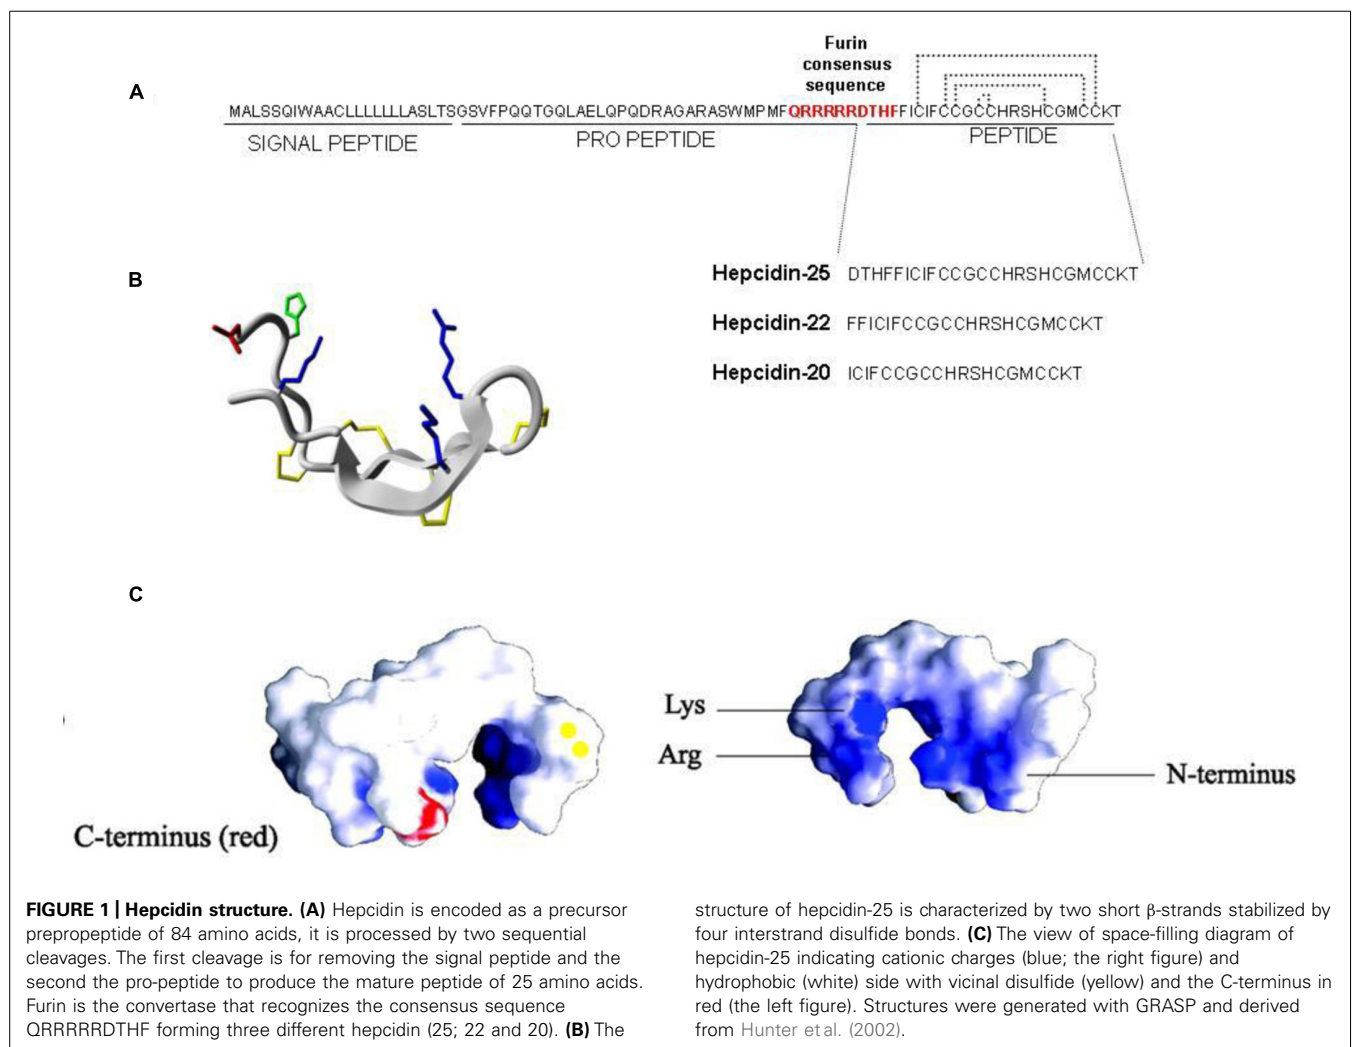 Furin
consensus
sequence
A
MALSSQIWAACLLLLLLLASLTSGSVFPQQTGQLAELQPQDRAGARASWMPMFQRRRRRDTHFFICIFCCGCCHRSHCGMCCKT
SIGNAL PEPTIDE
PRO PEPTIDE
PEPTIDE
B
Hepcidin-25 DTHFFICIFCCGCCHRSHCGMCCKT
Hepcidin-22 FFICIFCCGCCHRSHCGMCCKT
Hepcidin-20 ICIFCCGCCHRSHCGMCCKT
C
Lys
Arg
N-terminus
C-terminus (red)
FIGURE 1 | Hepcidin structure. (A) Hepcidin is encoded as a precursor
prepropeptide of 84 amino acids, it is processed by two sequential
cleavages. The first cleavage is for removing the signal peptide and the
second the pro-peptide to produce the mature peptide of 25 amino acids.
Furin is the convertase that recognizes the consensus sequence
QRRRRRDTHF forming three different hepcidin (25; 22 and 20). (B) The
structure of hepcidin-25 is characterized by two short β-strands stabilized by
four interstrand disulfide bonds. (C) The view of space-filling diagram of
hepcidin-25 indicating cationic charges (blue; the right figure) and
hydrophobic (white) side with vicinal disulfide (yellow) and the C-terminus in
red (the left figure). Structures were generated with GRASP and derived
from Hunter et al. (2002).